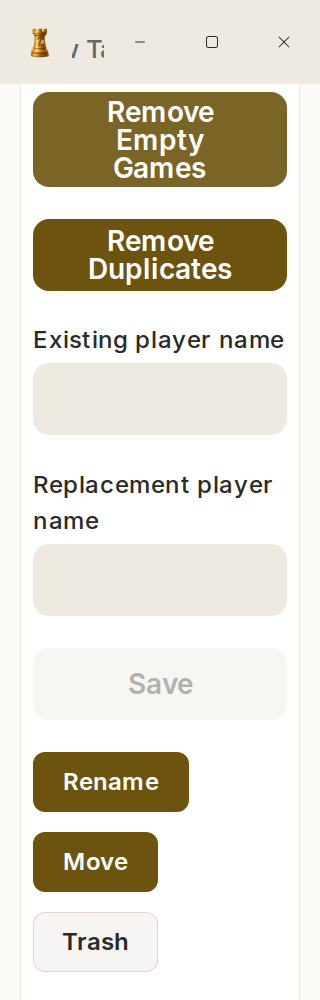 Remove
Empty
Games
Remove
Duplicates
Existing player name
Replacement player
name
Save
Rename
Move
Trash